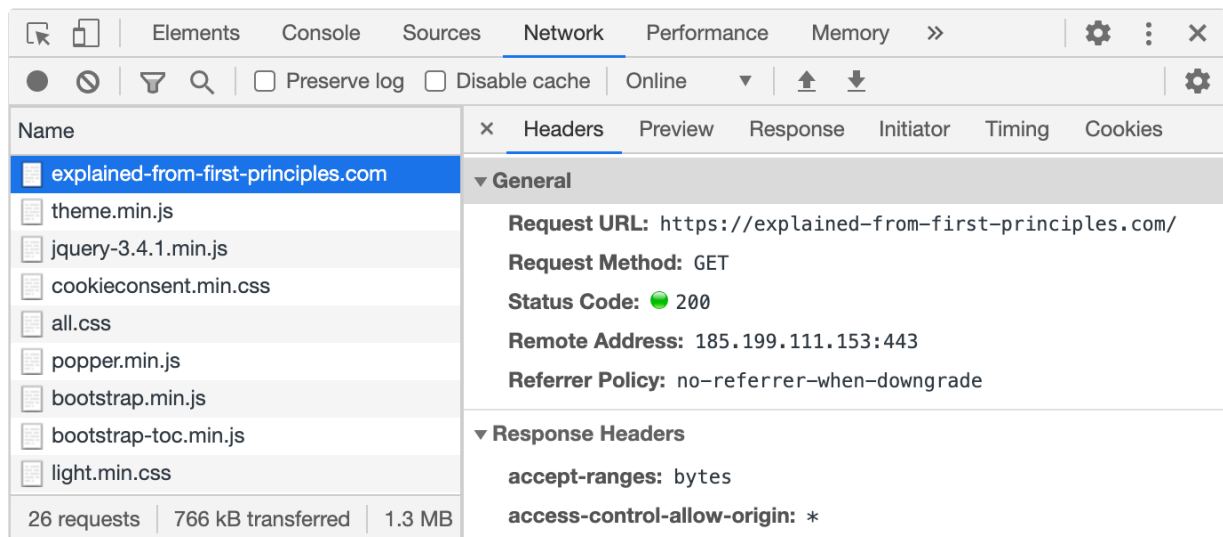 Elements Console Sources Network Performance Memory »
Preserve log Disable cache Online
Name
explained-from-first-principles.com
theme.min.js
jquery-3.4.1.min.js
cookieconsent.min.css
all.css
popper.min.js
bootstrap.min.js
bootstrap-toc.min.js
light.min.css
26 requests 766 kB transferred 1.3 MB
Headers Preview Response Initiator Timing Cookies
General
Request URL: https://explained-from-first-principles.com/
Request Method: GET
Status Code: 200
Remote Address: 185.199.111.153:443
Referrer Policy: no-referrer-when-downgrade
Response Headers
accept-ranges: bytes
access-control-allow-origin: *